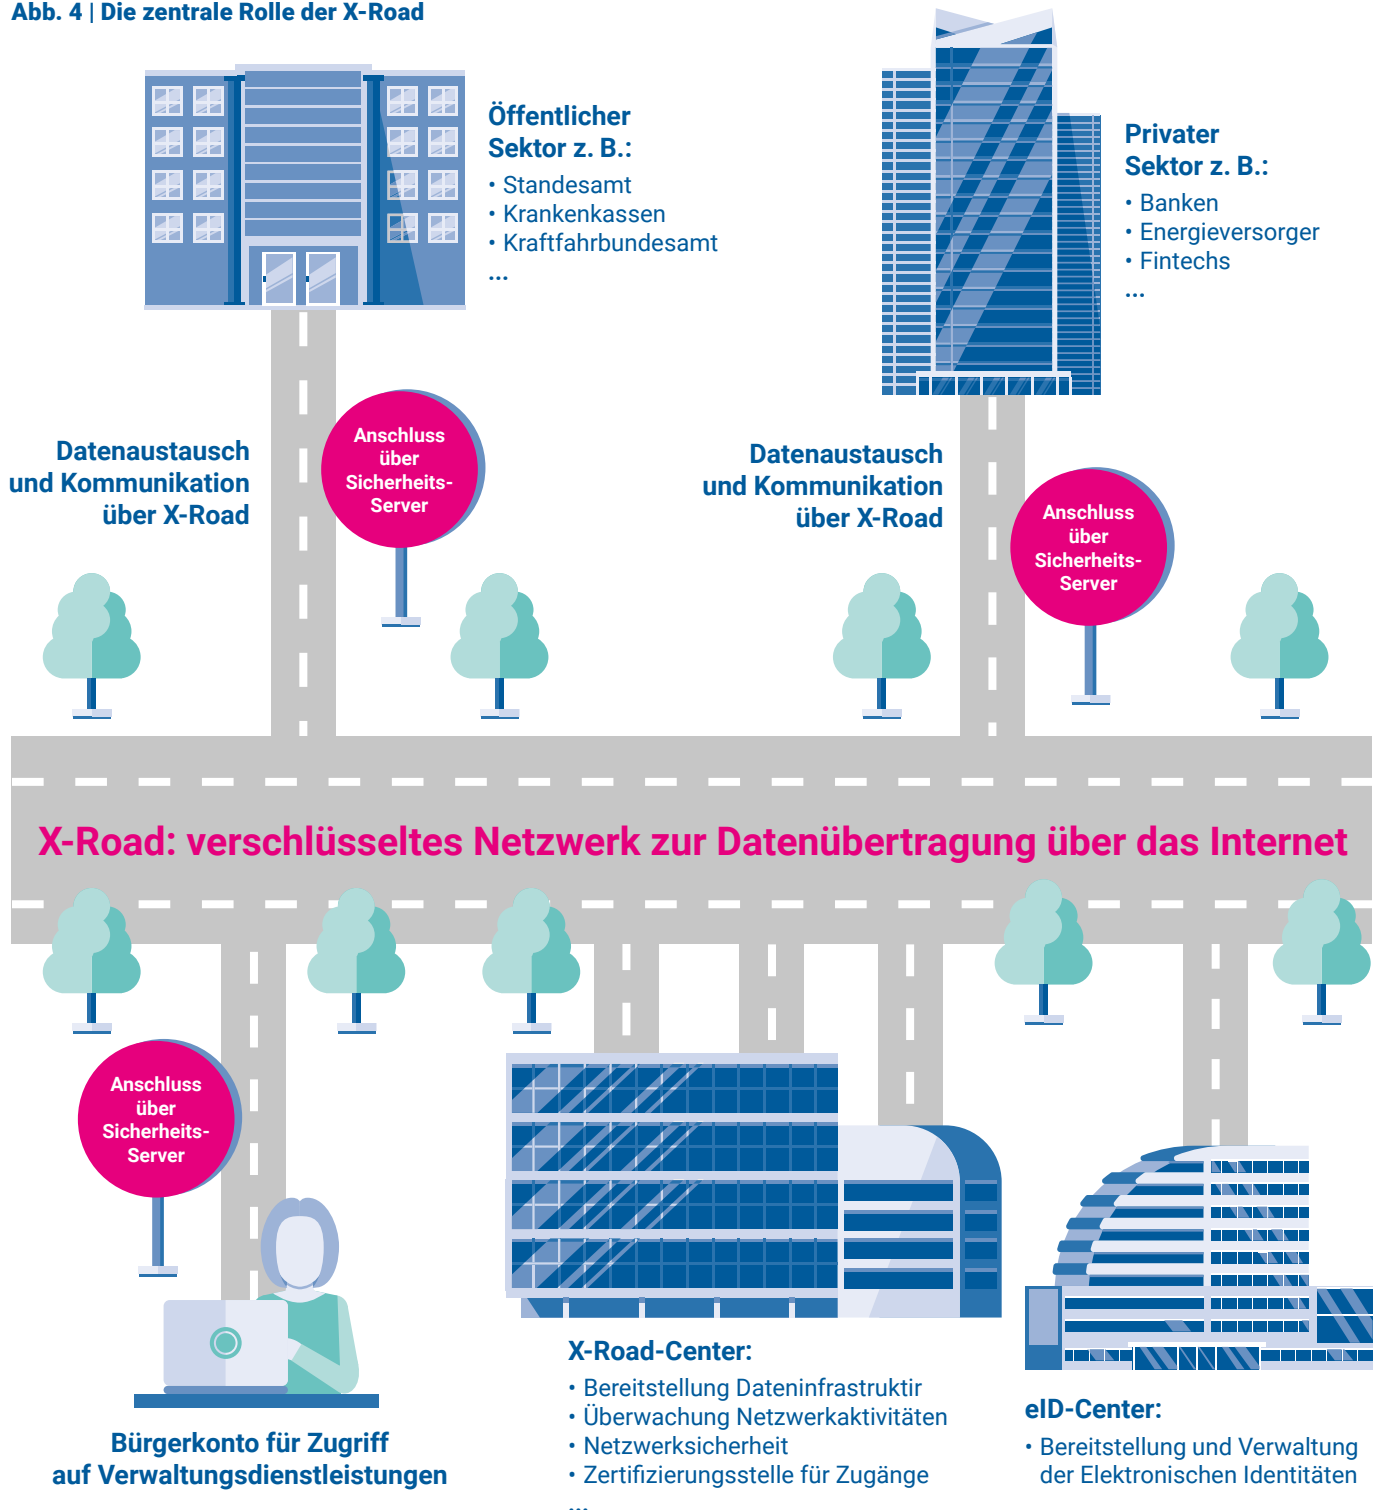 Abb. 4 | Die zentrale Rolle der X-Road
Öffentlicher
Sektor z. B.:
• Standesamt
• Krankenkassen
• Kraftfahrbundesamt
...
Privater
Sektor z. B.:
• Banken
• Energieversorger
• Fintechs
...
Datenaustausch
und Kommunikation
über X-Road
Anschluss
über
Sicherheits-
Server
Datenaustausch
und Kommunikation
über X-Road
Anschluss
über
Sicherheits-
Server
X-Road: verschlüsseltes Netzwerk zur Datenübertragung über das Internet
Anschluss
über
Sicherheits-
Server
Bürgerkonto für Zugriff
auf Verwaltungsdienstleistungen
X-Road-Center:
• Bereitstellung Dateninfrastruktir
• Überwachung Netzwerkaktivitäten
• Netzwerksicherheit
• Zertifizierungsstelle für Zugänge
...
eID-Center:
• Bereitstellung und Verwaltung
der Elektronischen Identitäten